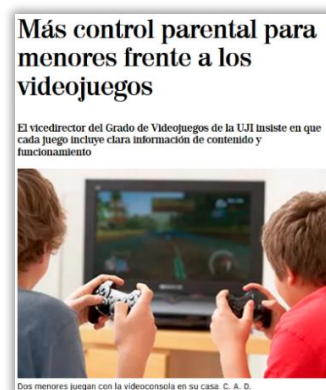 Más control parental para
menores frente a los
videojuegos
El vicedirector del Grado de Videojuegos de la UJI insiste en que
cada juego incluye clara información de contenido y
funcionamiento
Dos menores juegan con la videoconsola en su casa. C. A. D.